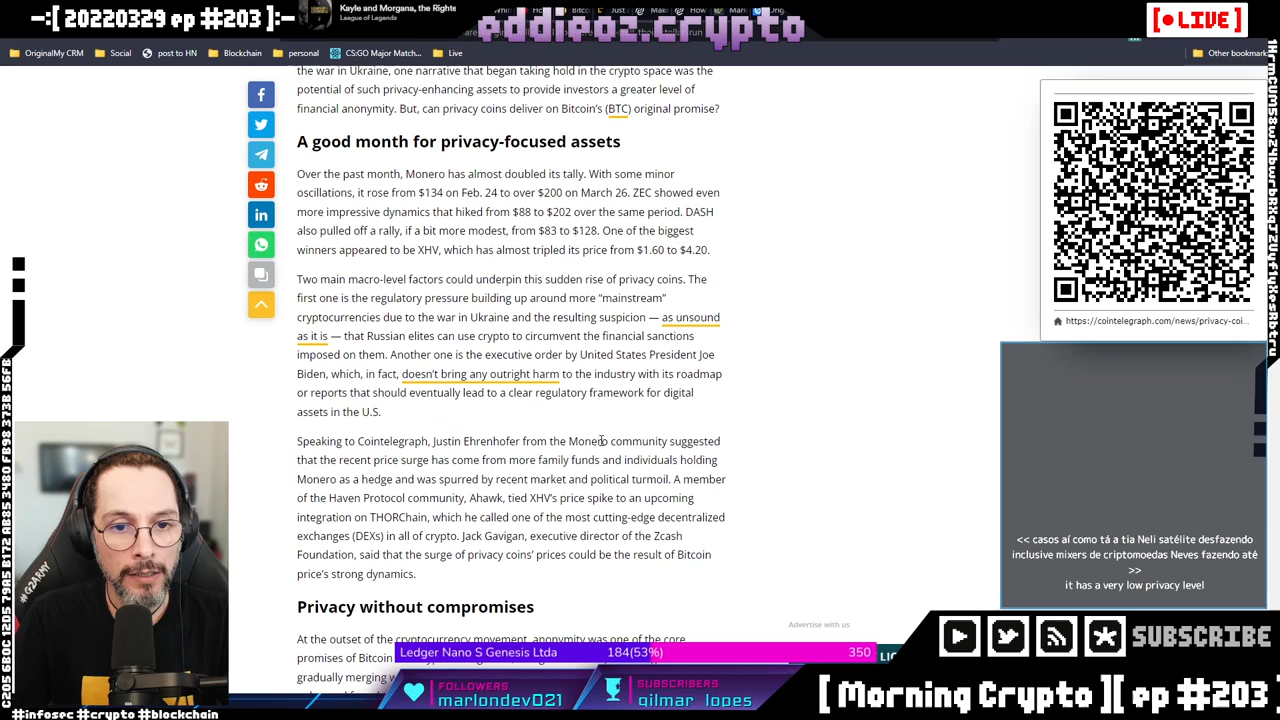 -:[ 20220329 ep #203 ]:-
Kayle and Morgana, the Righte
League of Legends
addie02.crypto
[ • LIVE ]
OriginalMy CRM
Social
post to HN
Blockchain
personal
CS:GO Major Match...
Live
Other bookmark
the war in Ukraine, one narrative that began taking hold in the crypto space was the
potential of such privacy-enhancing assets to provide investors a greater level of
financial anonymity. But, can privacy coins deliver on Bitcoin's (BTC) original promise?
A good month for privacy-focused assets
Over the past month, Monero has almost doubled its tally. With some minor
oscillations, it rose from $134 on Feb. 24 to over $200 on March 26. ZEC showed even
more impressive dynamics that hiked from $88 to $202 over the same period. DASH
also pulled off a rally, if a bit more modest, from $83 to $128. One of the biggest
winners appeared to be XHV, which has almost tripled its price from $1.60 to $4.20.
Two main macro-level factors could underpin this sudden rise of privacy coins. The
first one is the regulatory pressure building up around more “mainstream”
cryptocurrencies due to the war in Ukraine and the resulting suspicion — as unsound
as it is — that Russian elites can use crypto to circumvent the financial sanctions
imposed on them. Another one is the executive order by United States President Joe
Biden, which, in fact, doesn't bring any outright harm to the industry with its roadmap
or reports that should eventually lead to a clear regulatory framework for digital
assets in the U.S.
Speaking to Cointelegraph, Justin Ehrenhofer from the Monero community suggested
that the recent price surge has come from more family funds and individuals holding
Monero as a hedge and was spurred by recent market and political turmoil. A member
of the Haven Protocol community, Ahawk, tied XHV's price spike to an upcoming
integration on THORChain, which he called one of the most cutting-edge decentralized
exchanges (DEXs) in all of crypto. Jack Gavigan, executive director of the Zcash
Foundation, said that the surge of privacy coins' prices could be the result of Bitcoin
price's strong dynamics.
Privacy without compromises
At the outset of the cryptocurrency movement, anonymity was one of the core
promises of Bitcoin
gradually merging
Advertise with us
https://cointelegraph.com/news/privacy-coi...
<< casos aí como tá a tia Neli satélite desfazendo
inclusive mixers de criptomoedas Neves fazendo até
>>
it has a very low privacy level
Ledger Nano S Genesis Ltda 184(53%) 350
FOLLOWERS
marlondev021
SUBSCRIBERS
gilmar_lopes
SUBSCRIBE
[ Morning Crypto ][ ep #203 ]
infosec #crypto #blockchain